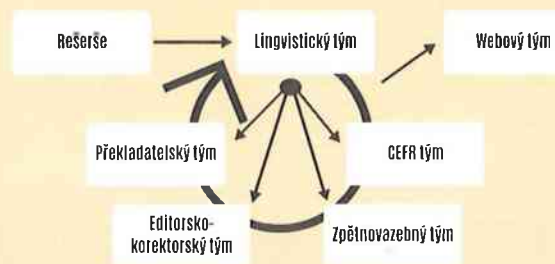 Rešerše
Lingvistický tým
Webový tým
Překladatelský tým
CEFR tým
Editorsko-
korektorský tým
Zpětnovazebný tým